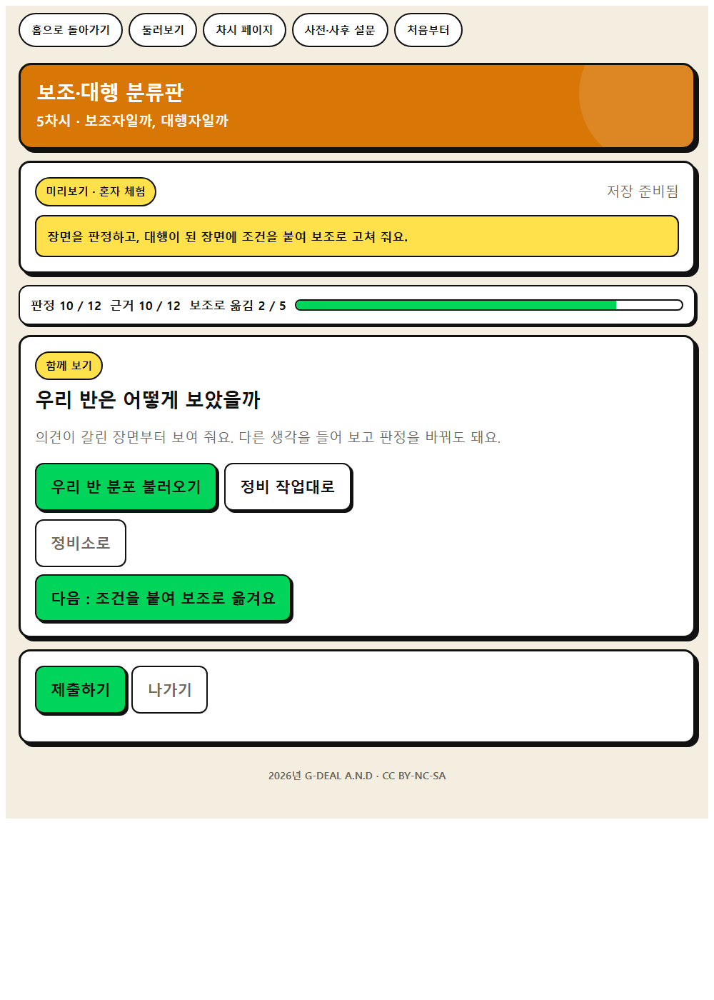 홈으로 돌아가기 둘러보기 차시 페이지 사전·사후 설문 처음부터
보조·대행 분류판
5차시 · 보조자일까, 대행자일까
미리보기 · 혼자 체험 저장 준비됨
장면을 판정하고, 대행이 된 장면에 조건을 붙여 보조로 고쳐 줘요.
판정 10 / 12 근거 10 / 12 보조로 옮김 2 / 5
함께 보기
우리 반은 어떻게 보았을까
의견이 갈린 장면부터 보여 줘요. 다른 생각을 들어 보고 판정을 바꿔도 돼요.
우리 반 분포 불러오기 정비 작업대로
정비소로
다음 : 조건을 붙여 보조로 옮겨요
제출하기 나가기
2026년 G-DEAL A.N.D · CC BY-NC-SA